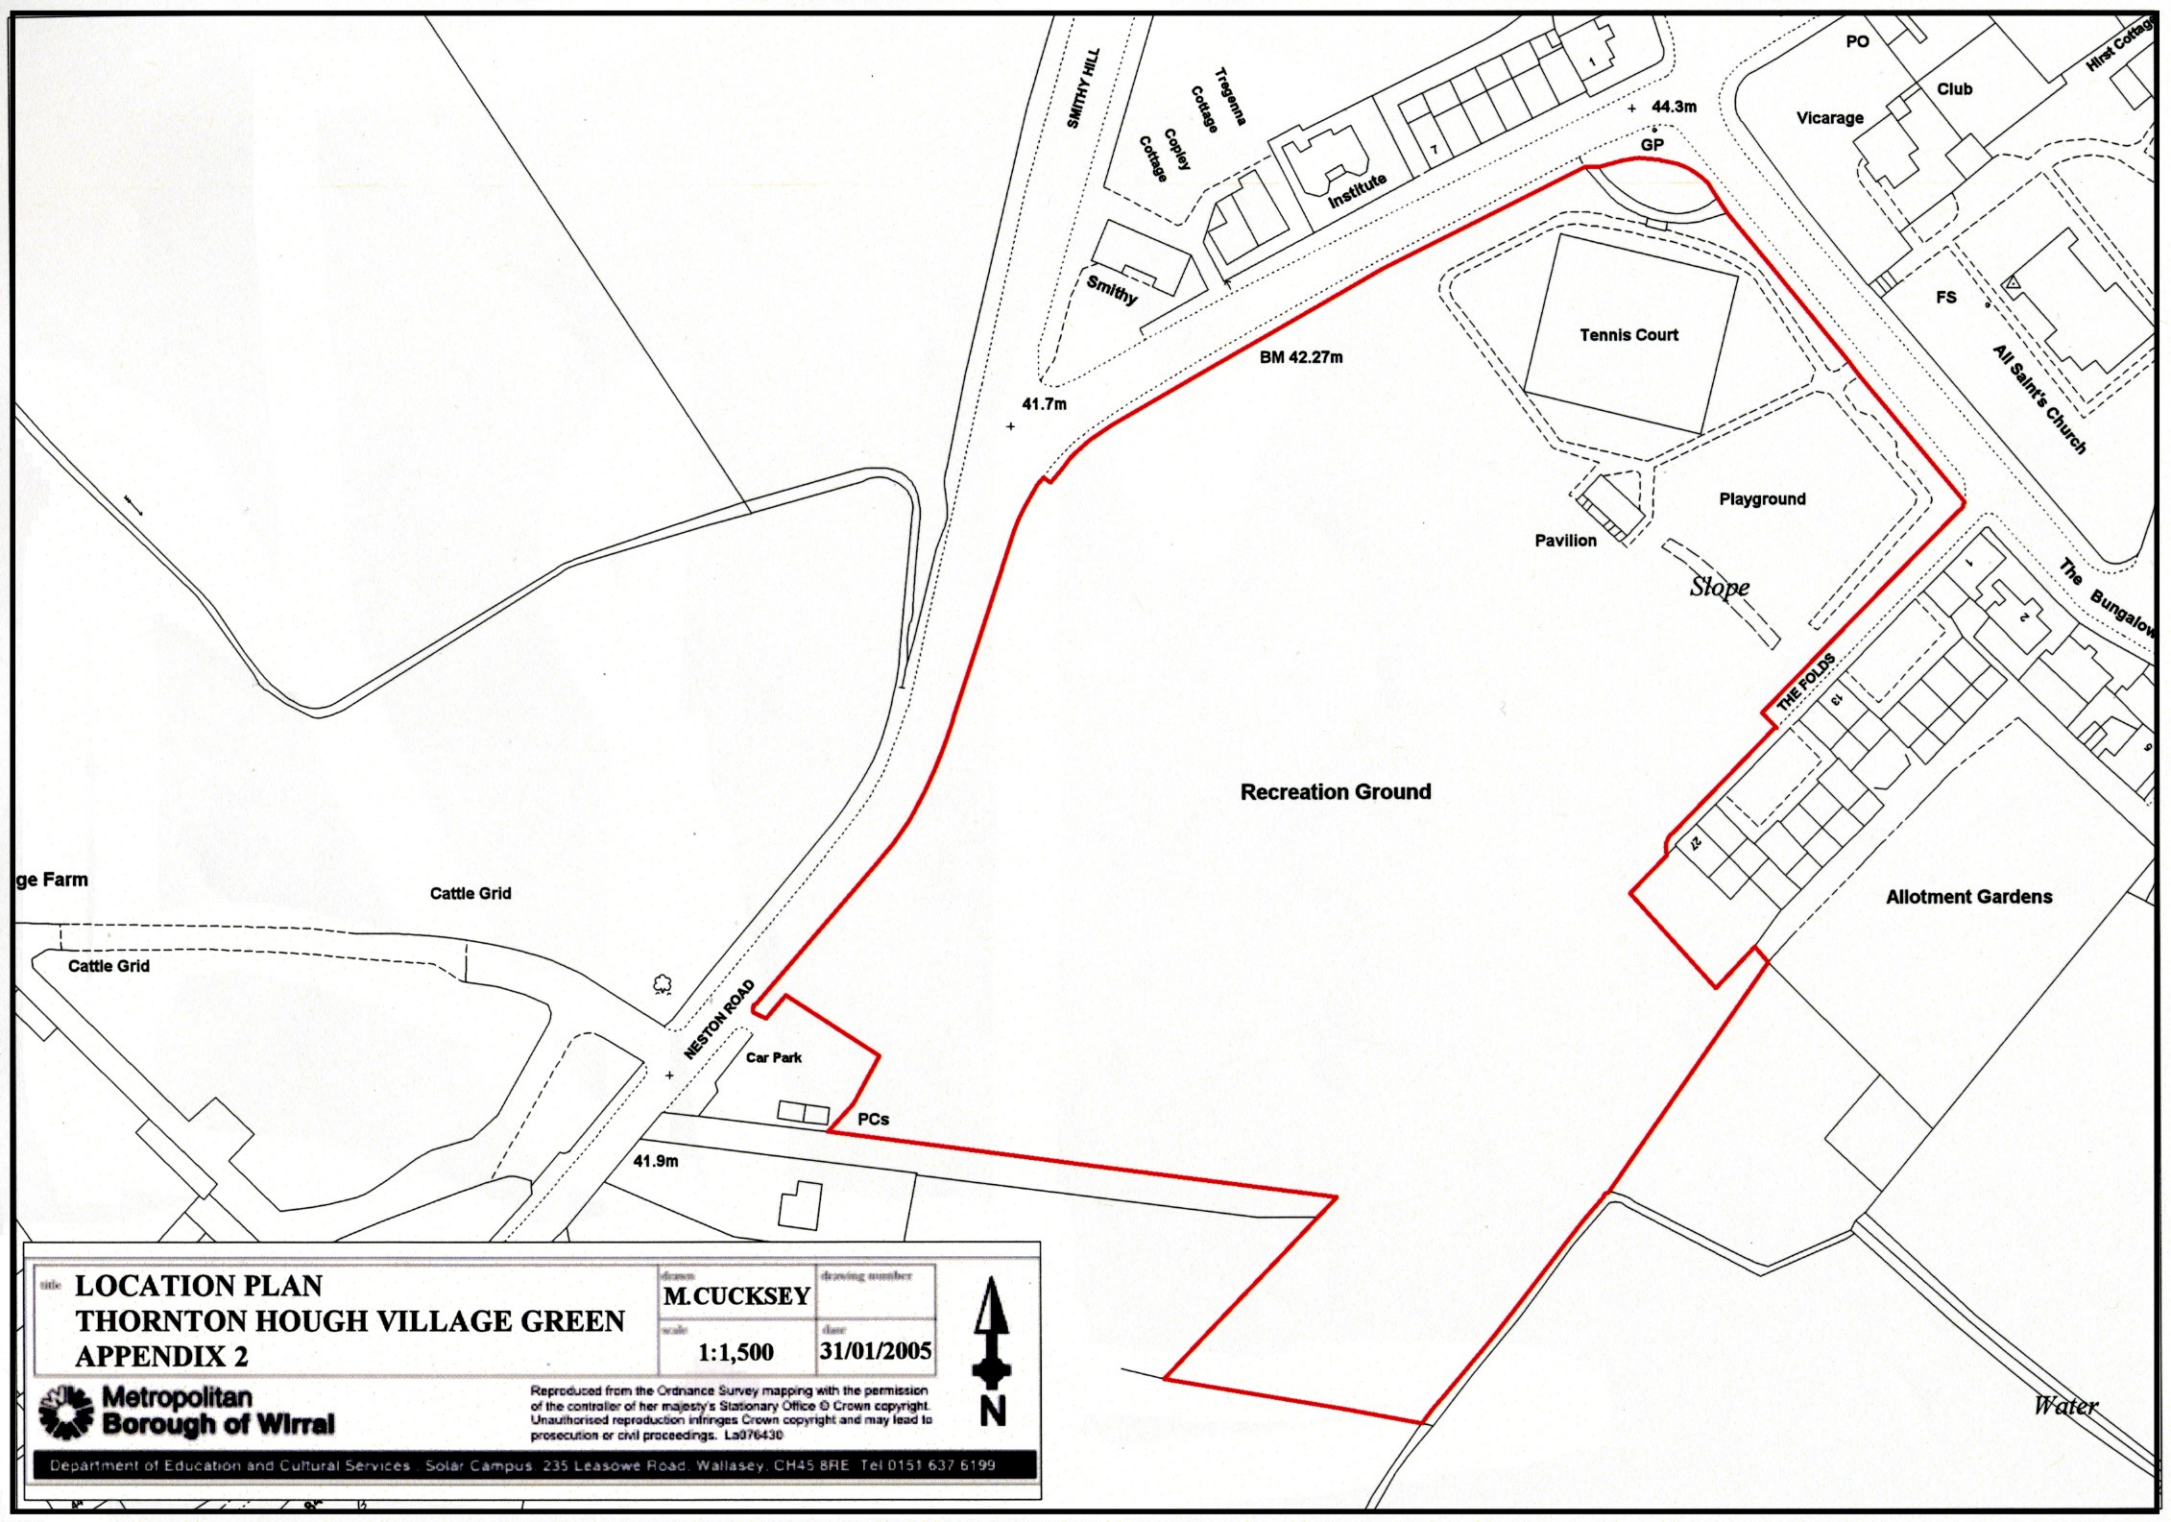 SMITHY HILL
Tregenna
Cottage
Copley
Cottage
Smithy
Institute
7
1
44.3m
GP
PO
Club
Vicarage
Hirst Cottage
FS
All Saint's Church
BM 42.27m
41.7m
Tennis Court
Playground
Pavilion
Slope
The
Bungalow
1
2
6
THE FOLDS
13
27
Recreation Ground
Allotment Gardens
ge Farm
Cattle Grid
Cattle Grid
NESTON ROAD
Car Park
PCs
41.9m
Water
title LOCATION PLAN
THORNTON HOUGH VILLAGE GREEN
APPENDIX 2
drawn
M.CUCKSEY
drawing number
scale
1:1,500
date
31/01/2005
N
Metropolitan
Borough of Wirral
Reproduced from the Ordnance Survey mapping with the permission
of the controller of her majesty's Stationary Office © Crown copyright.
Unauthorised reproduction infringes Crown copyright and may lead to
prosecution or civil proceedings. La076430
Department of Education and Cultural Services . Solar Campus. 235 Leasowe Road. Wallasey. CH45 8RE Tel 0151 637 6199